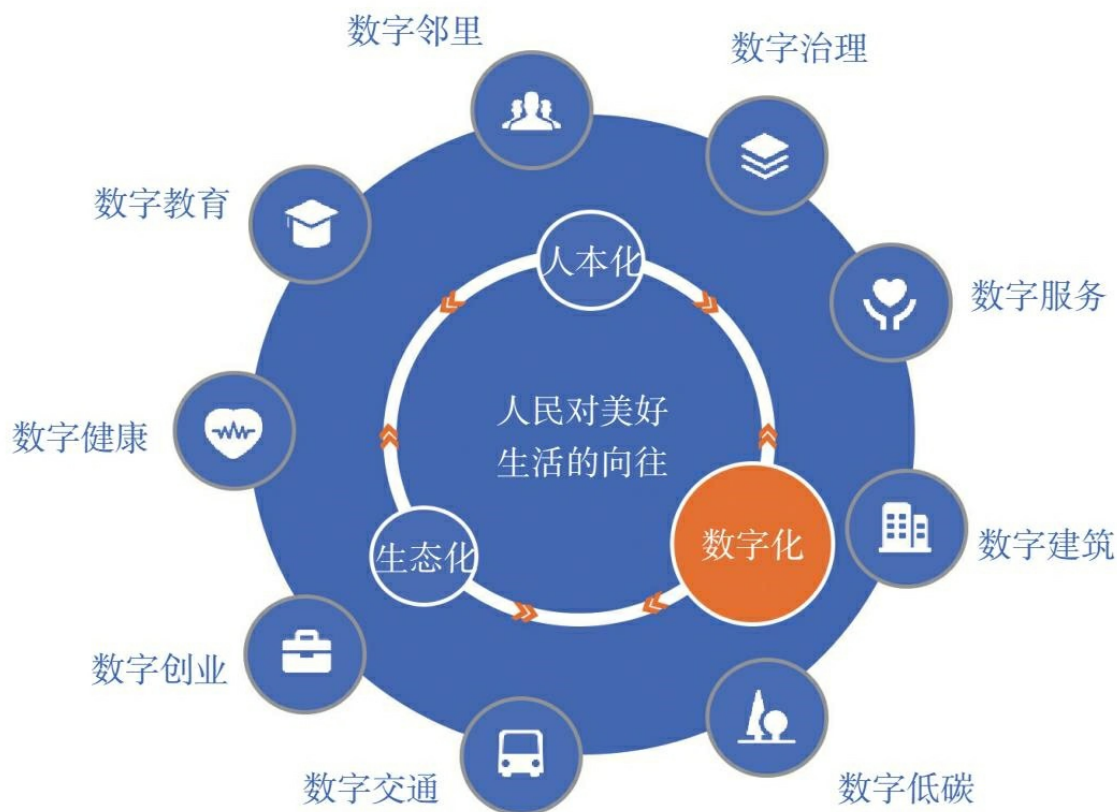 数字邻里
数字治理
数字教育
数字服务
人本化
人民对美好
生活的向往
数字健康
生态化
数字化
数字建筑
数字创业
数字交通
数字低碳